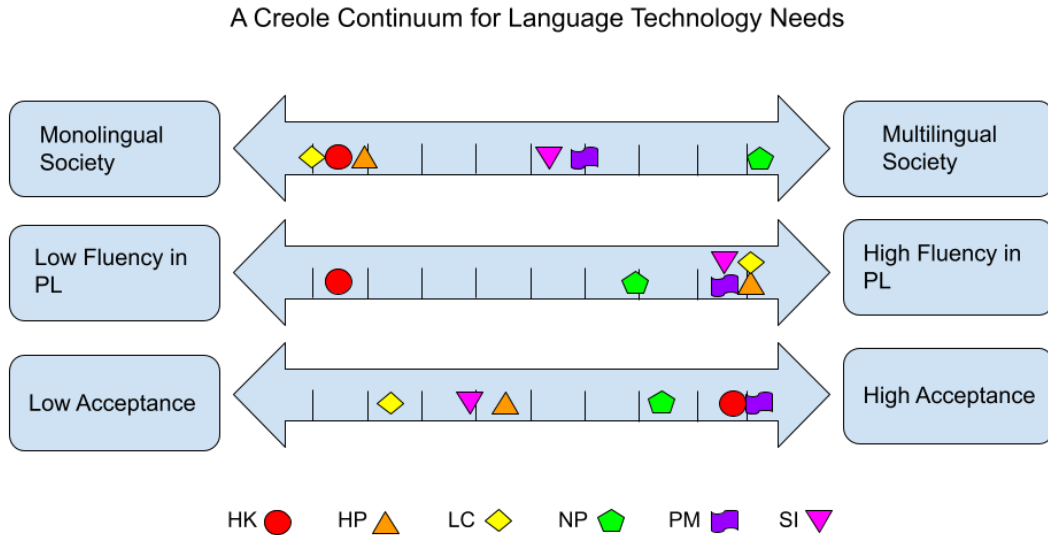 A Creole Continuum for Language Technology Needs
Monolingual
Society
Multilingual
Society
Low Fluency in
PL
High Fluency in
PL
Low Acceptance
High Acceptance
HK
HP
LC
NP
PM
SI